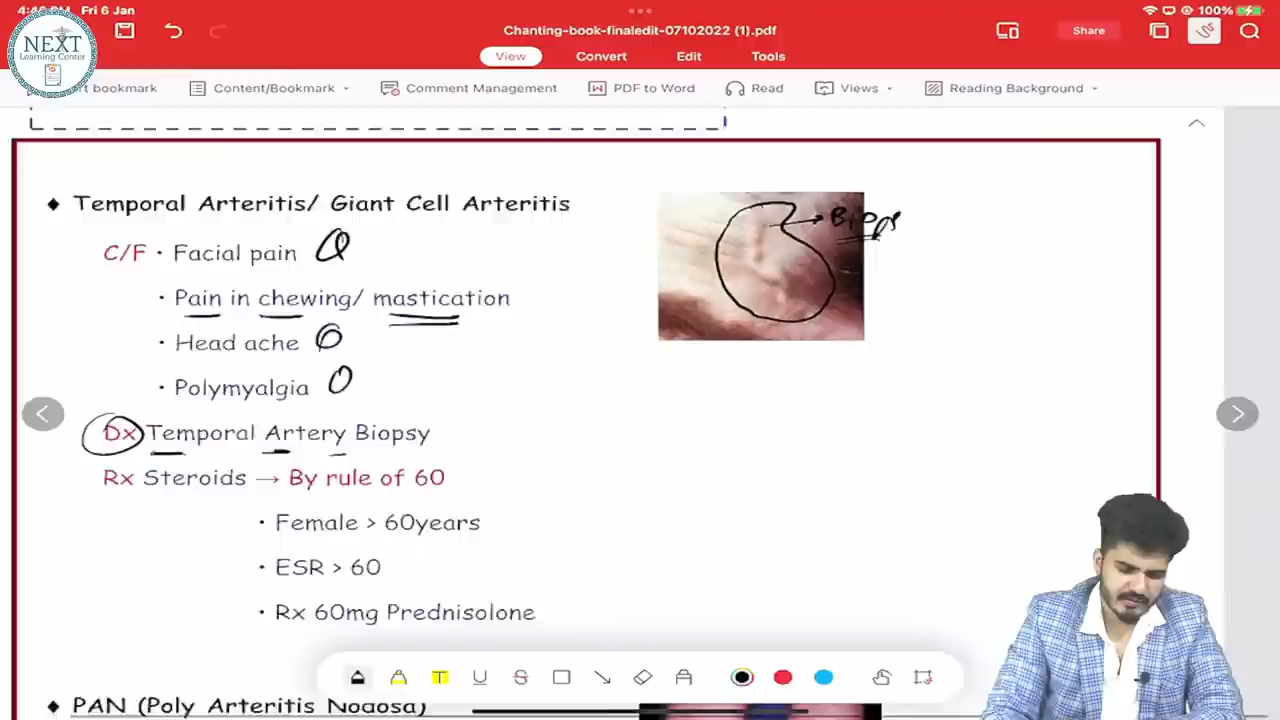 4:46 PM Fri 6 Jan
100%
NEXT
Learning Center
Chanting-book-finaledit-07102022 (1).pdf
Share
View
Convert
Edit
Tools
bookmark
Content/Bookmark
Comment Management
PDF to Word
Read
Views
Reading Background
♦ Temporal Arteritis/ Giant Cell Arteritis
C/F • Facial pain
• Pain in chewing/ mastication
• Head ache
• Polymyalgia
Dx Temporal Artery Biopsy
Rx Steroids → By rule of 60
• Female > 60years
• ESR > 60
• Rx 60mg Prednisolone
♦ PAN (Poly Arteritis Nodosa)
T
U
S
A